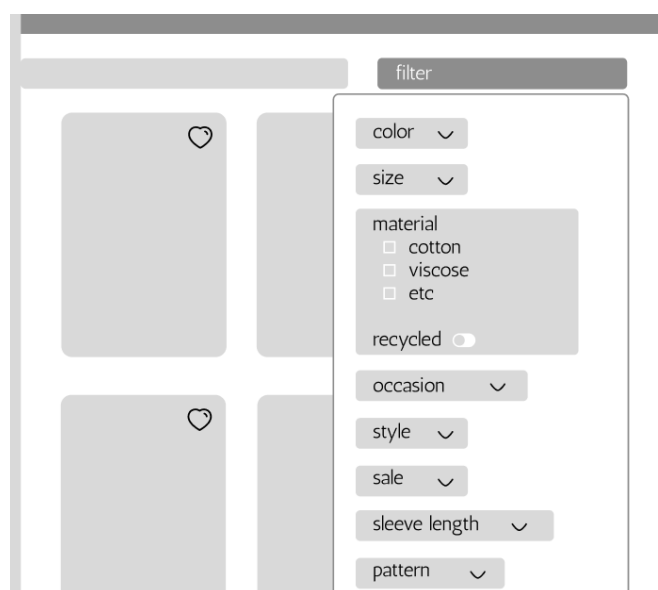 filter
color
size
material
cotton
viscose
etc
recycled
occasion
style
sale
sleeve length
pattern